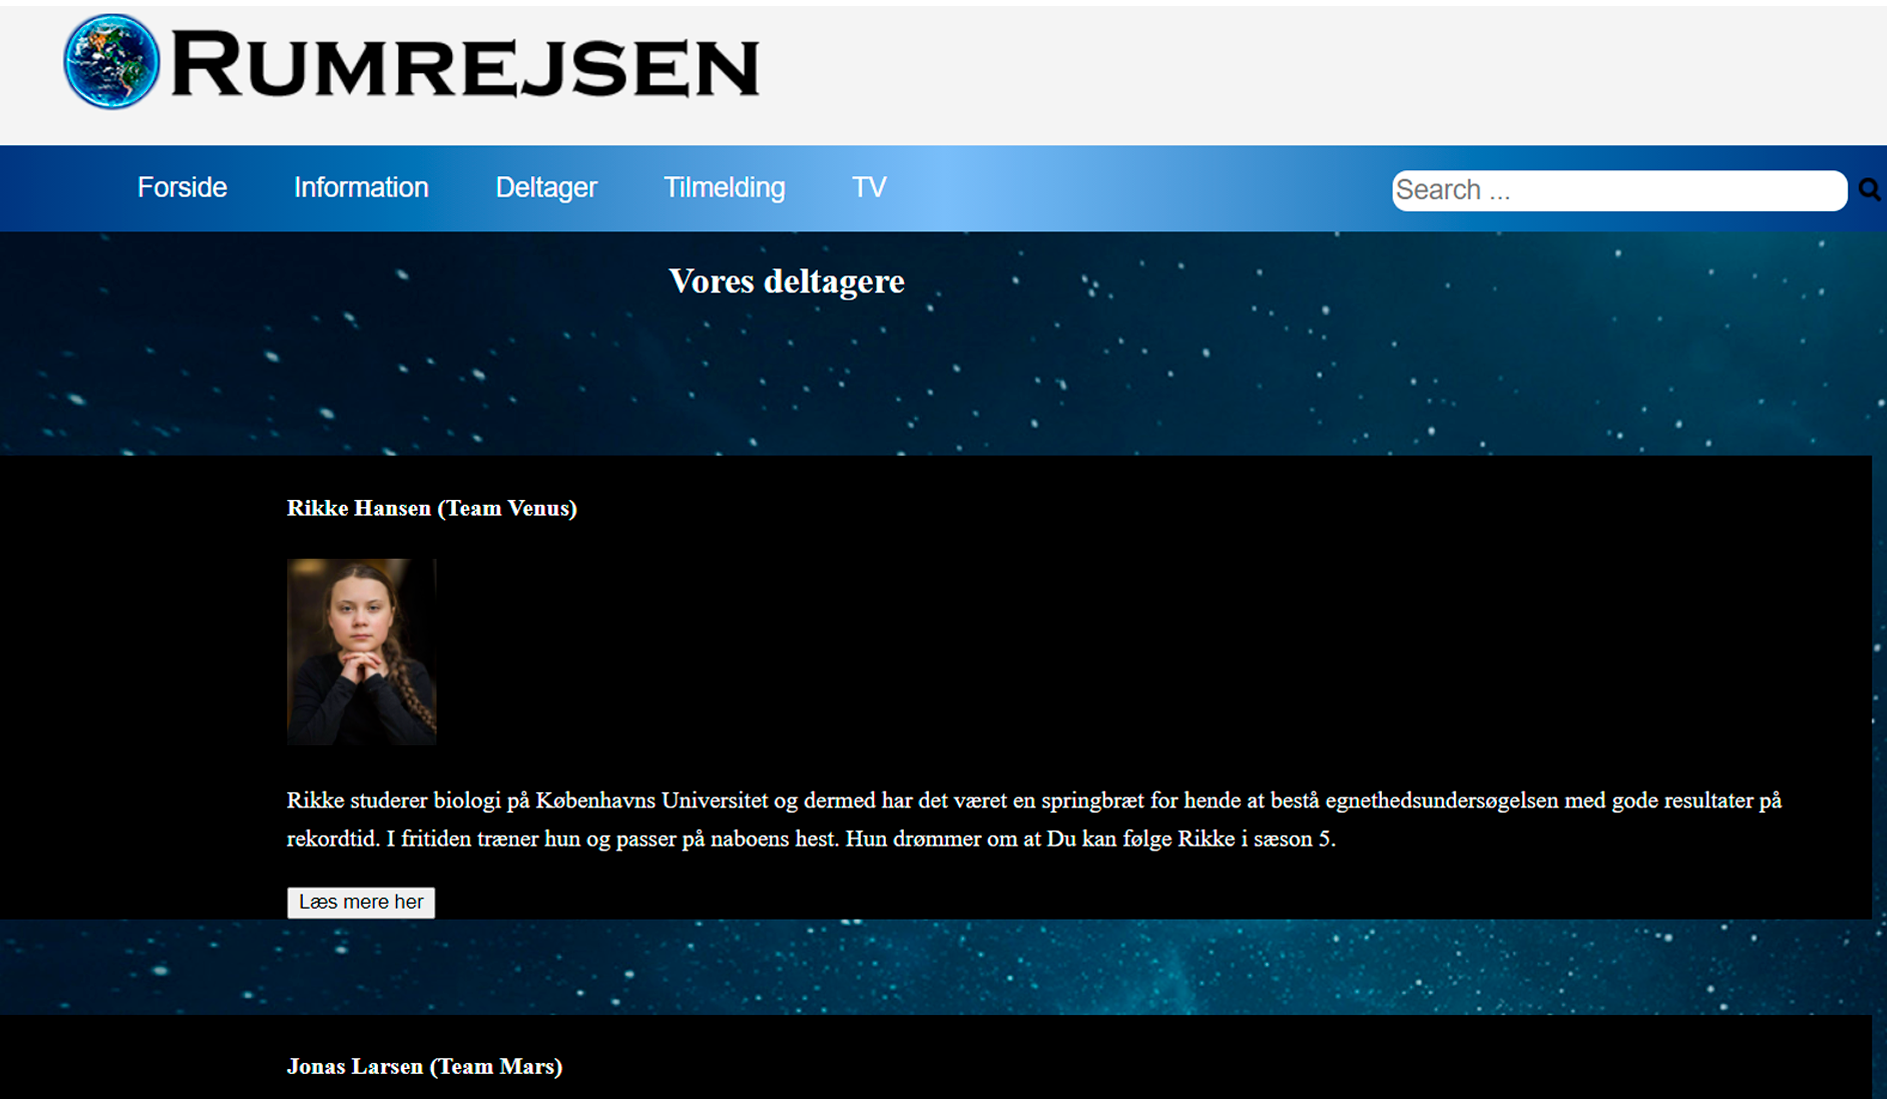 RUMREJSEN
Forside Information Deltager Tilmelding TV Search ...
Vores deltagere
Rikke Hansen (Team Venus)
Rikke studerer biologi på Københavns Universitet og dermed har det været en springbræt for hende at bestå egnethedsundersøgelsen med gode resultater på
rekordtid. I fritiden træner hun og passer på naboens hest. Hun drømmer om at Du kan følge Rikke i sæson 5.
Læs mere her
Jonas Larsen (Team Mars)